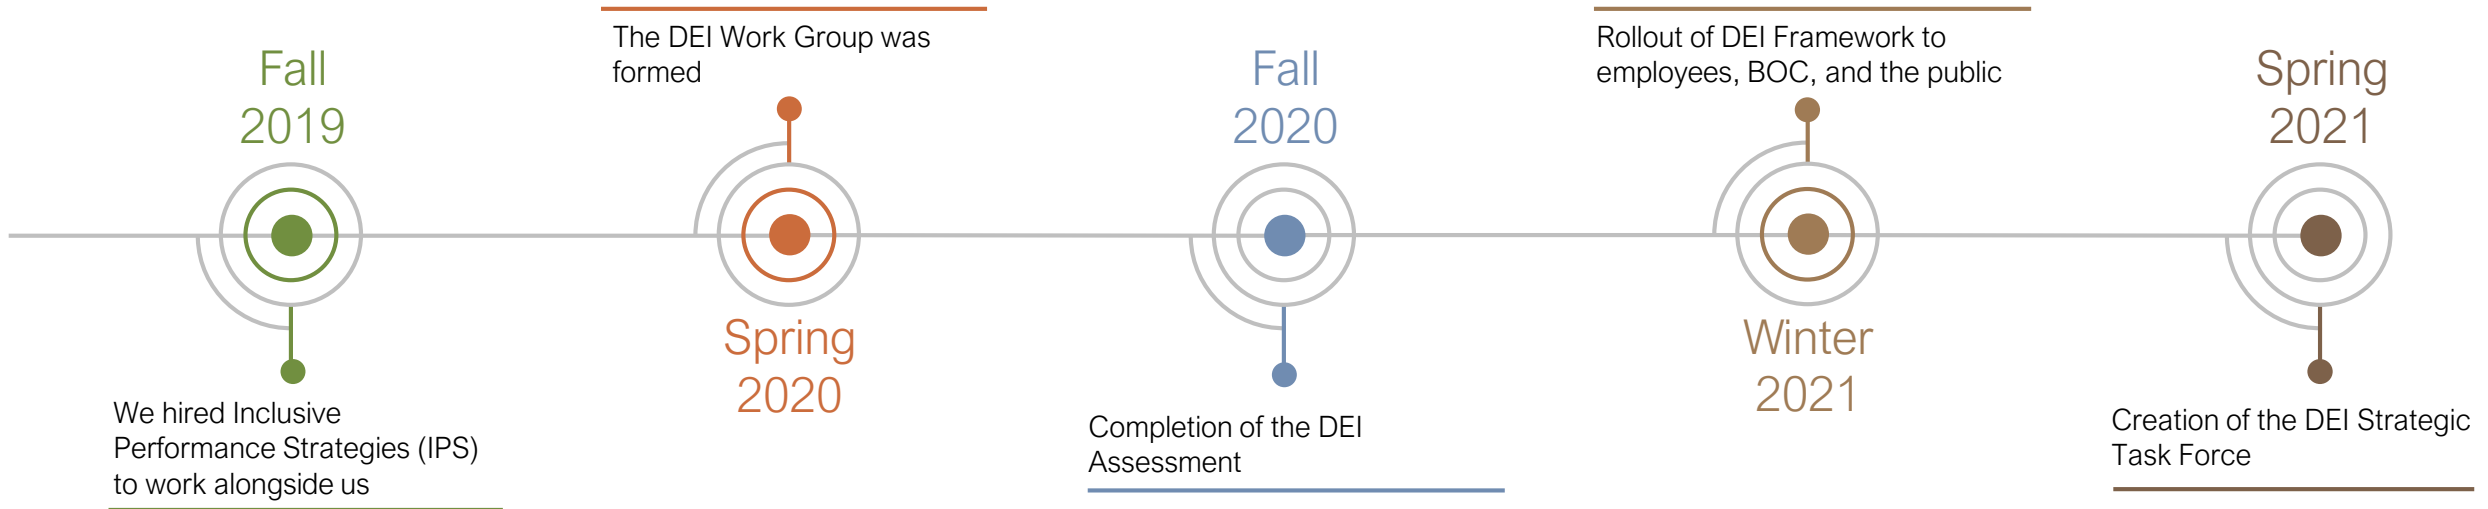 Fall
2019
We hired Inclusive
Performance Strategies (IPS)
to work alongside us
The DEI Work Group was
formed
Spring
2020
Fall
2020
Completion of the DEI
Assessment
Rollout of DEI Framework to
employees, BOC, and the public
Winter
2021
Spring
2021
Creation of the DEI Strategic
Task Force